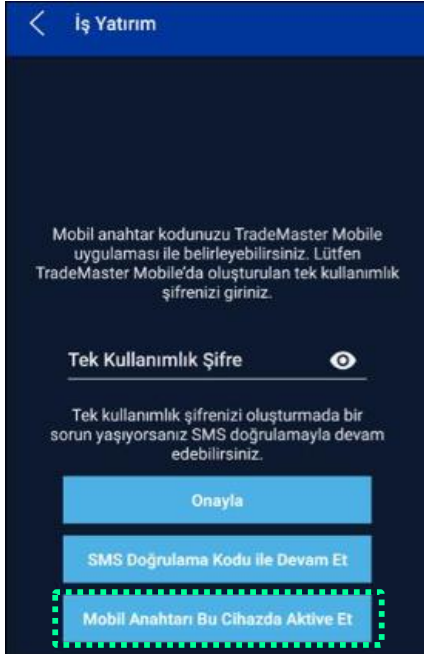 İş Yatırım
Mobil anahtar kodunuzu TradeMaster Mobile
uygulaması ile belirleyebilirsiniz. Lütfen
TradeMaster Mobile'da oluşturulan tek kullanımlık
şifrenizi giriniz.
Tek Kullanımlık Şifre
Tek kullanımlık şifrenizi oluşturmada bir
sorun yaşıyorsanız SMS doğrulamayla devam
edebilirsiniz.
Onayla
SMS Doğrulama Kodu ile Devam Et
Mobil Anahtarı Bu Cihazda Aktive Et